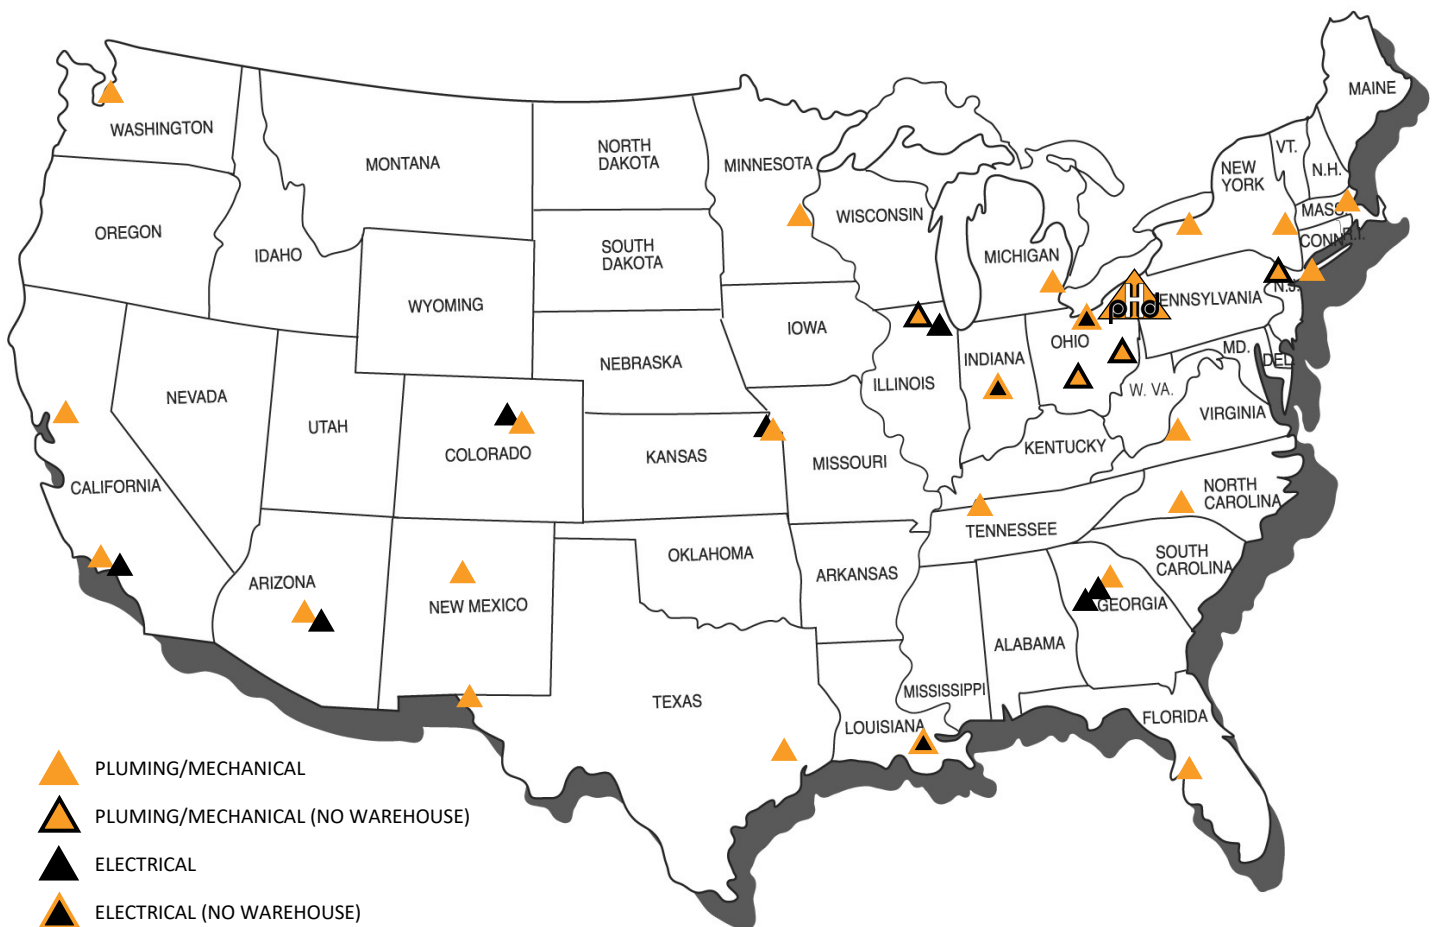 MAINE
WASHINGTON
MONTANA
NORTH
DAKOTA
MINNESOTA
VT.
N.H.
NEW
YORK
MASS.
WISCONSIN
OREGON
IDAHO
SOUTH
DAKOTA
MICHIGAN
CONN.
R.I.
WYOMING
N.J.
PENNSYLVANIA
pHd
IOWA
OHIO
MD.
DEL.
NEBRASKA
INDIANA
ILLINOIS
W. VA.
NEVADA
UTAH
COLORADO
KANSAS
MISSOURI
KENTUCKY
VIRGINIA
CALIFORNIA
NORTH
CAROLINA
TENNESSEE
OKLAHOMA
ARKANSAS
SOUTH
CAROLINA
ARIZONA
NEW MEXICO
GEORGIA
ALABAMA
MISSISSIPPI
TEXAS
LOUISIANA
FLORIDA
PLUMING/MECHANICAL
PLUMING/MECHANICAL (NO WAREHOUSE)
ELECTRICAL
ELECTRICAL (NO WAREHOUSE)